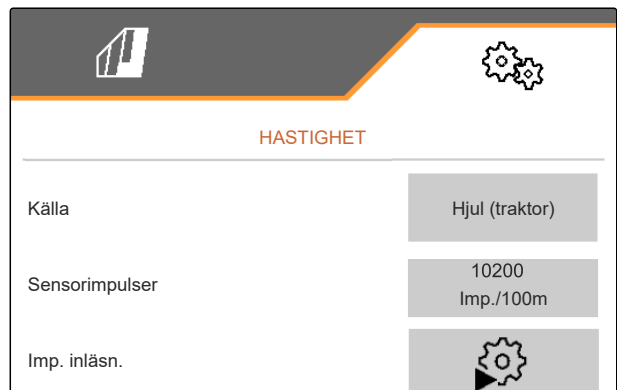 HASTIGHET
Källa
Hjul (traktor)
Sensorimpulser
10200
Imp./100m
Imp. inläsn.